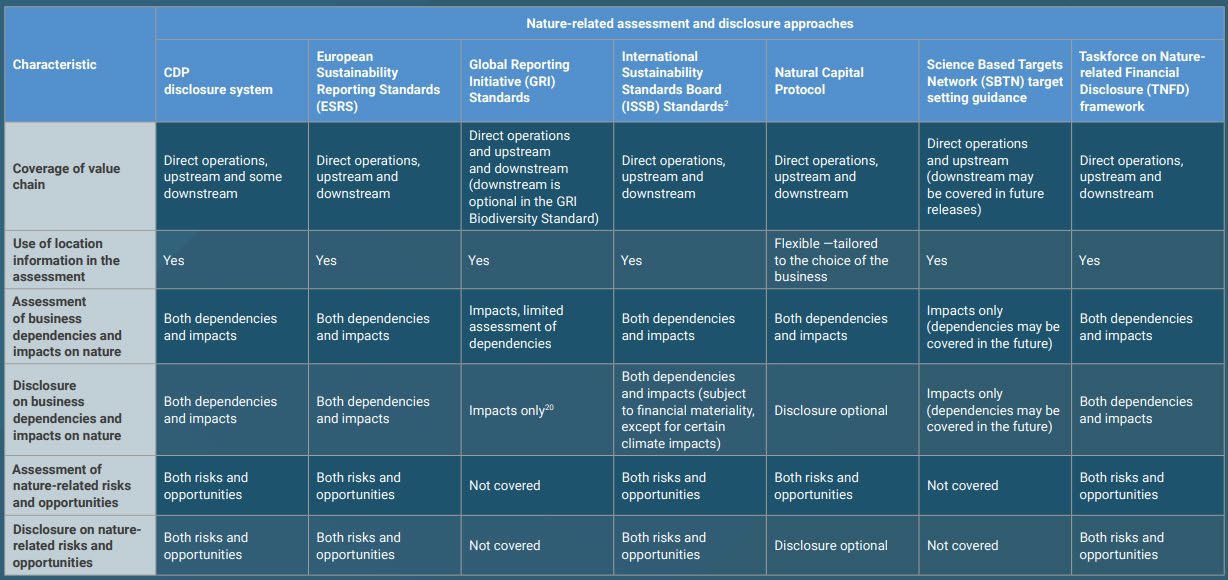 Nature-related assessment and disclosure approaches
Characteristic
CDP
disclosure system
European
Sustainability
Reporting Standards
(ESRS)
Global Reporting
Initiative (GRI)
Standards
International
Sustainability
Standards Board
(ISSB) Standards²
Natural Capital
Protocol
Science Based Targets
Network (SBTN) target
setting guidance
Taskforce on Nature-
related Financial
Disclosure (TNFD)
framework
Coverage of value
chain
Direct operations,
upstream and some
downstream
Direct operations,
upstream and
downstream
Direct operations
and upstream
and downstream
(downstream is
optional in the GRI
Biodiversity Standard)
Direct operations,
upstream and
downstream
Direct operations,
upstream and
downstream
Direct operations
and upstream
(downstream may
be covered in future
releases)
Direct operations,
upstream and
downstream
Use of location
information in the
assessment
Yes
Yes
Yes
Yes
Flexible —tailored
to the choice of the
business
Yes
Yes
Assessment
of business
dependencies and
impacts on nature
Both dependencies
and impacts
Both dependencies
and impacts
Impacts, limited
assessment of
dependencies
Both dependencies
and impacts
Both dependencies
and impacts
Impacts only
(dependencies may be
covered in the future)
Both dependencies
and impacts
Disclosure
on business
dependencies and
impacts on nature
Both dependencies
and impacts
Both dependencies
and impacts
Impacts only²⁰
Both dependencies
and impacts (subject
to financial materiality,
except for certain
climate impacts)
Disclosure optional
Impacts only
(dependencies may be
covered in the future)
Both dependencies
and impacts
Assessment of
nature-related risks
and opportunities
Both risks and
opportunities
Both risks and
opportunities
Not covered
Both risks and
opportunities
Both risks and
opportunities
Not covered
Both risks and
opportunities
Disclosure on nature-
related risks and
opportunities
Both risks and
opportunities
Both risks and
opportunities
Not covered
Both risks and
opportunities
Disclosure optional
Not covered
Both risks and
opportunities